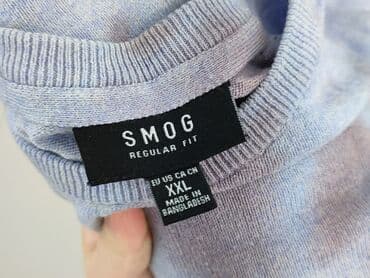 SMOG
REGULAR FIT
EU US CA CN
XXL
MADE IN
BANGLADESH